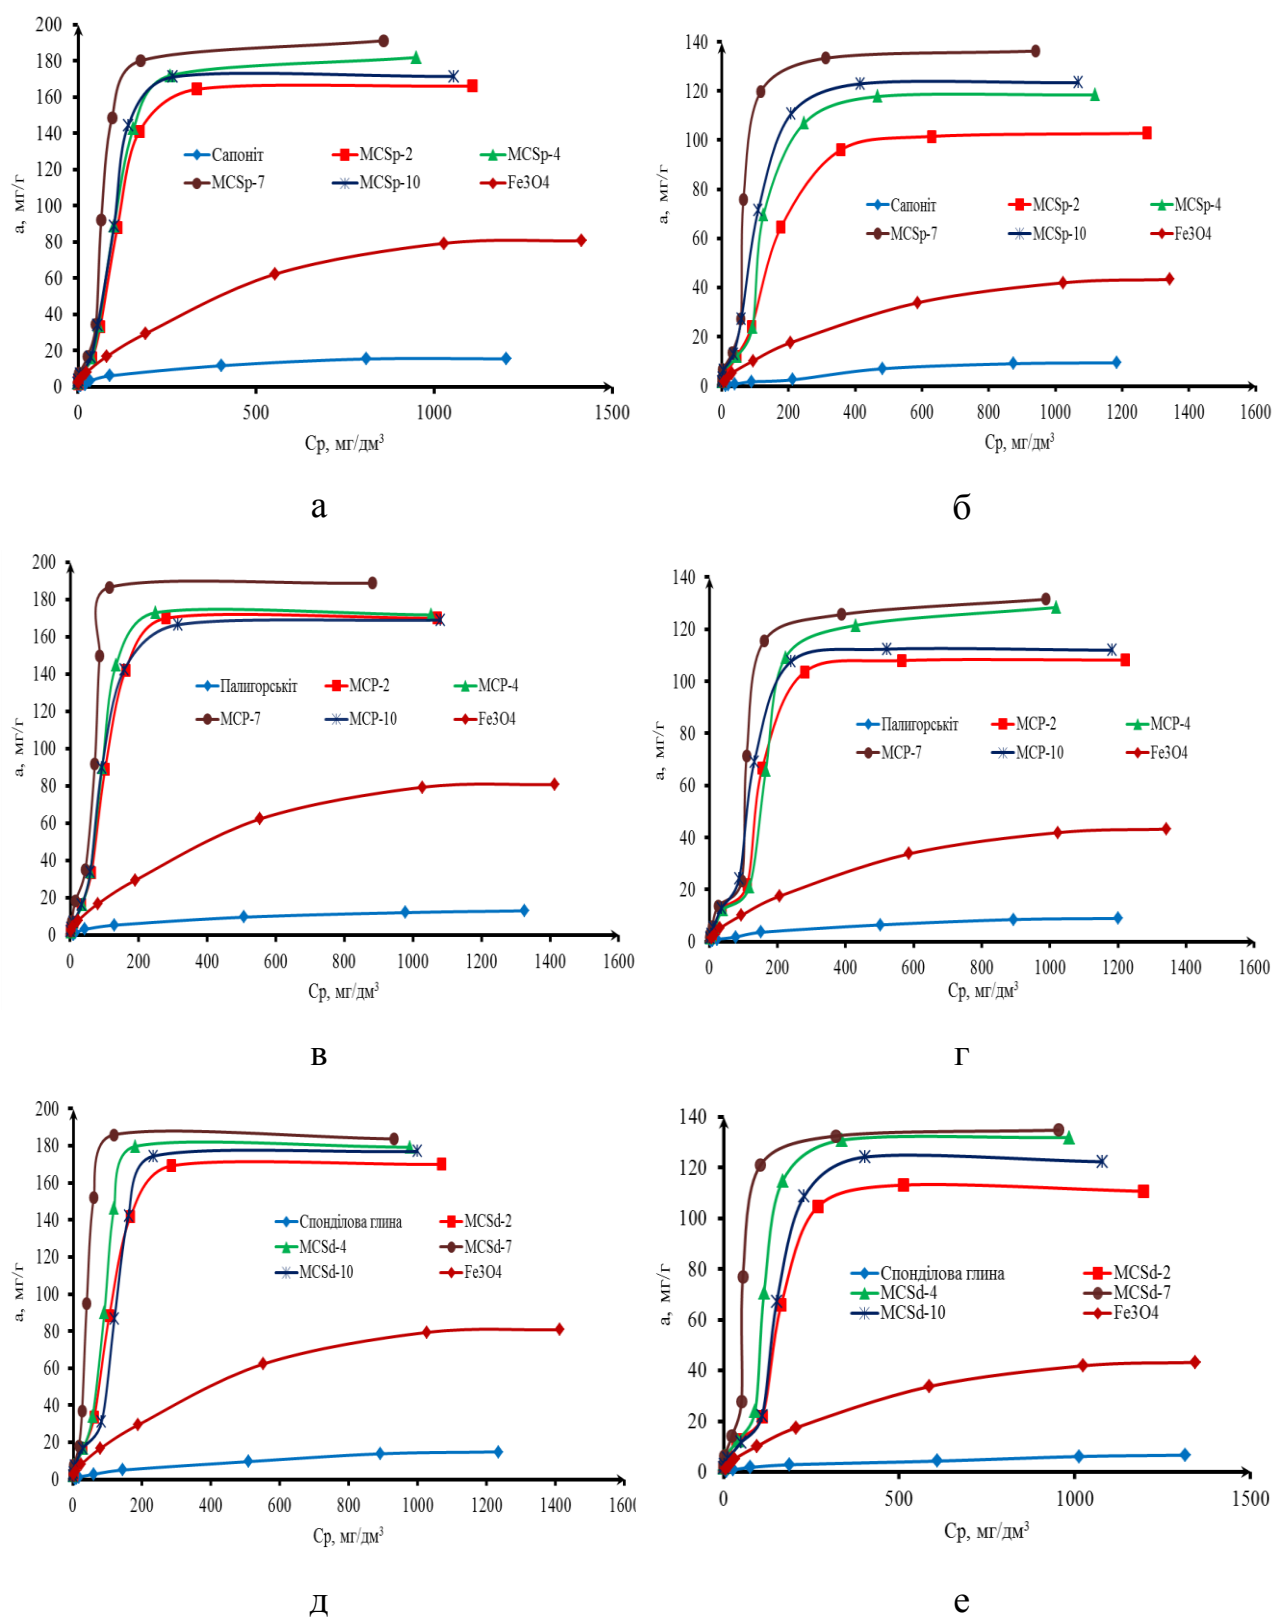 200
180
160
140
120
100
80
60
40
20
0
а, мг/г
Сапоніт MCSp-2 MCSp-4
MCSp-7 MCSp-10 Fe3O4
0 500 1000 1500
Ср, мг/дм³
а
140
120
100
80
60
40
20
0
а, мг/г
Сапоніт MCSp-2 MCSp-4
MCSp-7 MCSp-10 Fe3O4
0 200 400 600 800 1000 1200 1400 1600
Ср, мг/дм³
б
200
180
160
140
120
100
80
60
40
20
0
а, мг/г
Палигорськіт MCP-2 MCP-4
MCP-7 MCP-10 Fe3O4
0 200 400 600 800 1000 1200 1400 1600
Ср, мг/дм³
в
140
120
100
80
60
40
20
0
а, мг/г
Палигорськіт MCP-2 MCP-4
MCP-7 MCP-10 Fe3O4
0 200 400 600 800 1000 1200 1400 1600
Ср, мг/дм³
г
200
180
160
140
120
100
80
60
40
20
0
а, мг/г
Спонділова глина MCSd-2
MCSd-4 MCSd-7
MCSd-10 Fe3O4
0 200 400 600 800 1000 1200 1400 1600
Ср, мг/дм³
д
140
120
100
80
60
40
20
0
а, мг/г
Спонділова глина MCSd-2
MCSd-4 MCSd-7
MCSd-10 Fe3O4
0 500 1000 1500
Ср, мг/дм³
е